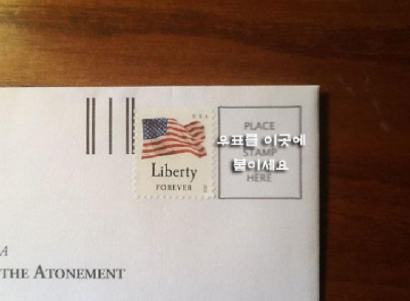 USA
Liberty
FOREVER
PLACE
STAMP
HERE
우표를 이곳에
붙이세요
A
THE ATONEMENT